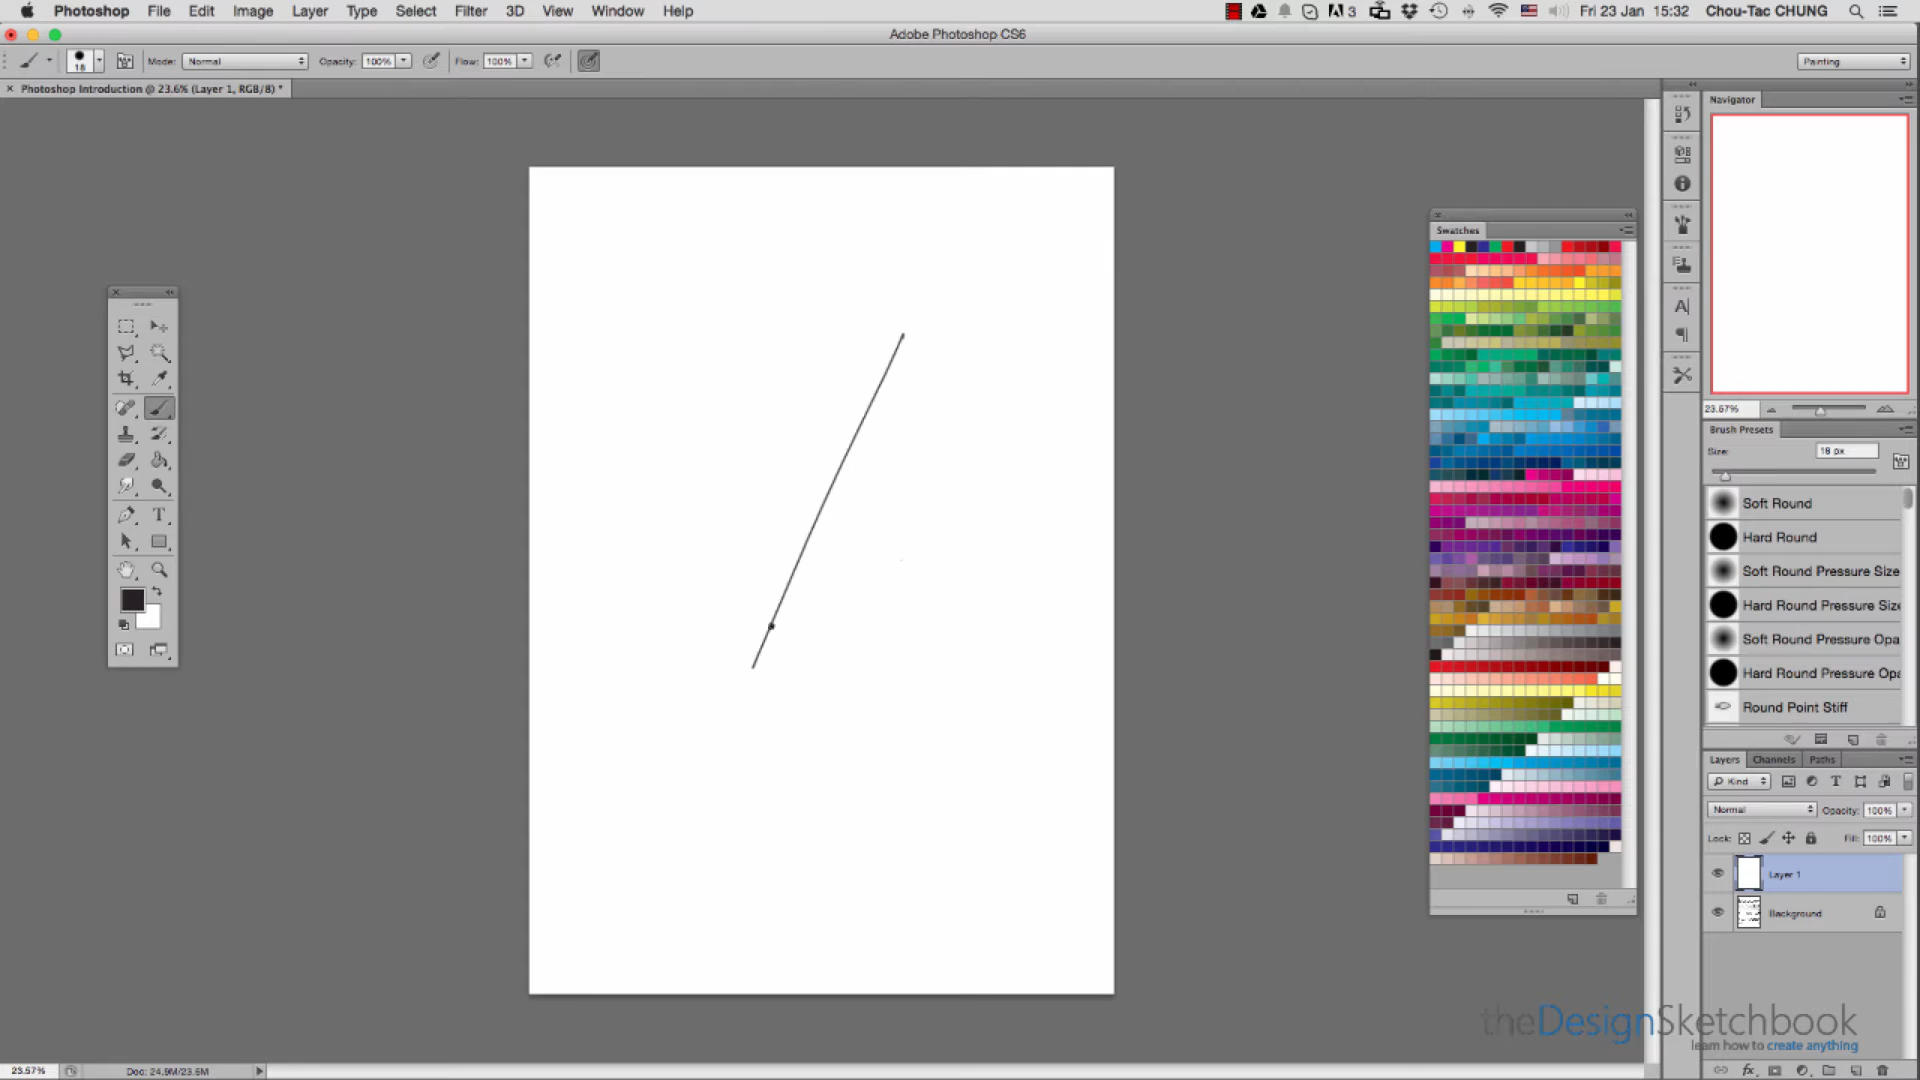 Photoshop File Edit Image Layer Type Select Filter 3D View Window Help
3 Fri 23 Jan 15:32 Chou-Tac CHUNG
Adobe Photoshop CS6
18 Mode: Normal Opacity: 100% Flow: 100% Painting
Photoshop Introduction @ 23.6% (Layer 1, RGB/8) *
Navigator
Swatches
23.67%
Brush Presets
Size: 18 px
Soft Round
Hard Round
Soft Round Pressure Size
Hard Round Pressure Size
Soft Round Pressure Opa
Hard Round Pressure Opa
Round Point Stiff
Layers Channels Paths
Kind
Normal Opacity: 100%
Lock: Fill: 100%
Layer 1
Background
theDesignSketchbook
learn how to create anything
23.67% Doc: 24.9M/23.6M